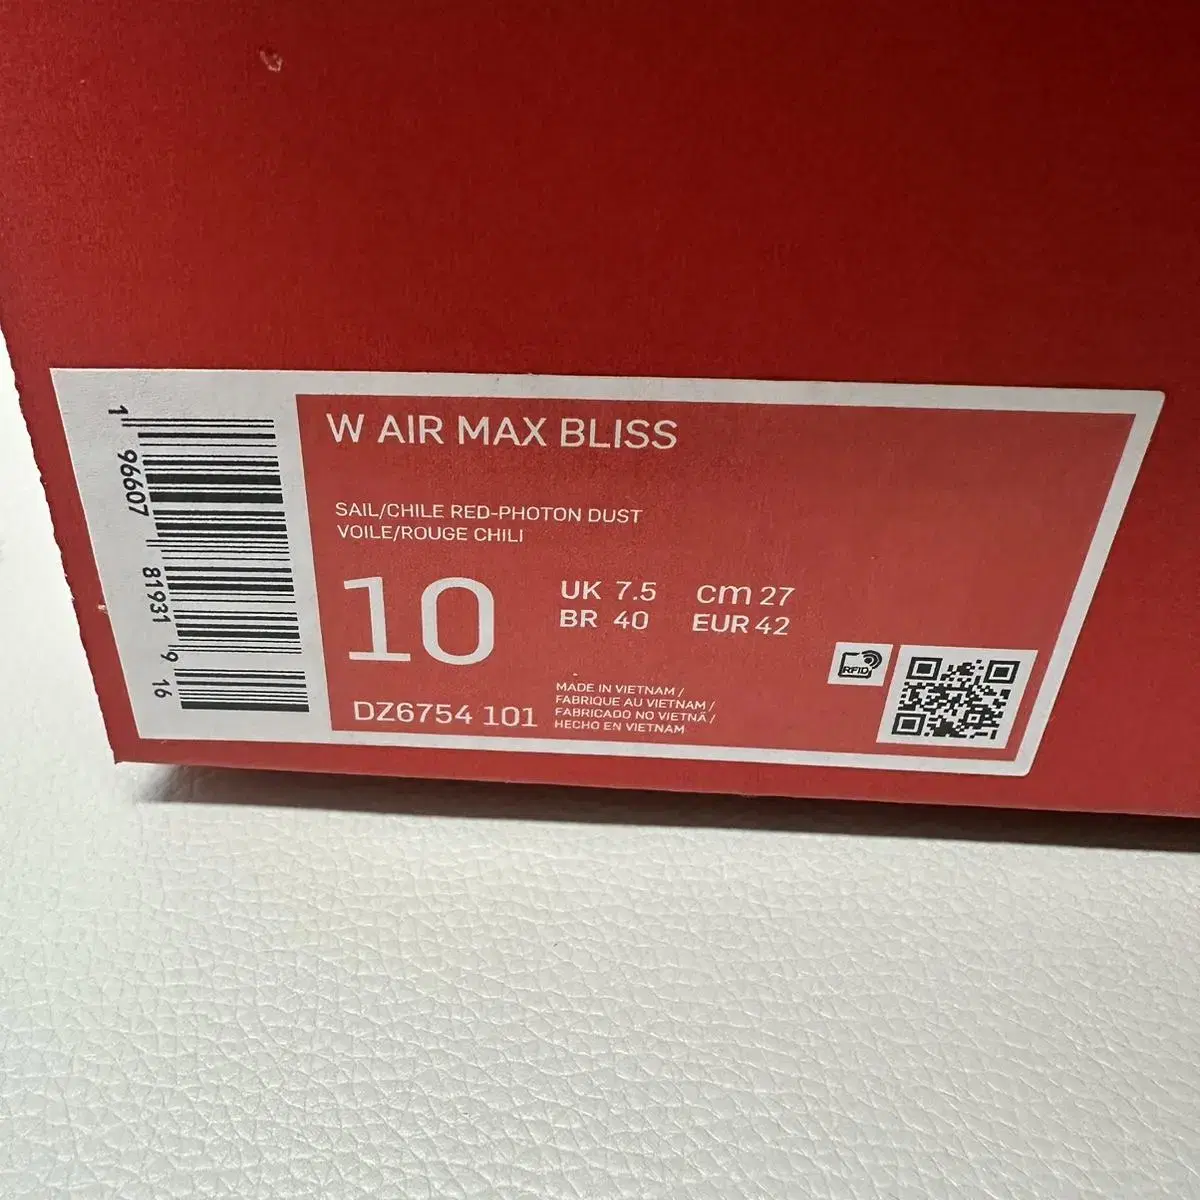 W AIR MAX BLISS
SAIL/CHILE RED-PHOTON DUST
VOILE/ROUGE CHILI
10
UK 7.5 cm 27
BR 40 EUR 42
DZ6754 101
MADE IN VIETNAM /
FABRIQUE AU VIETNAM /
FABRICADO NO VIETNÃ /
HECHO EN VIETNAM
RFID
1 96607 81931 9 16